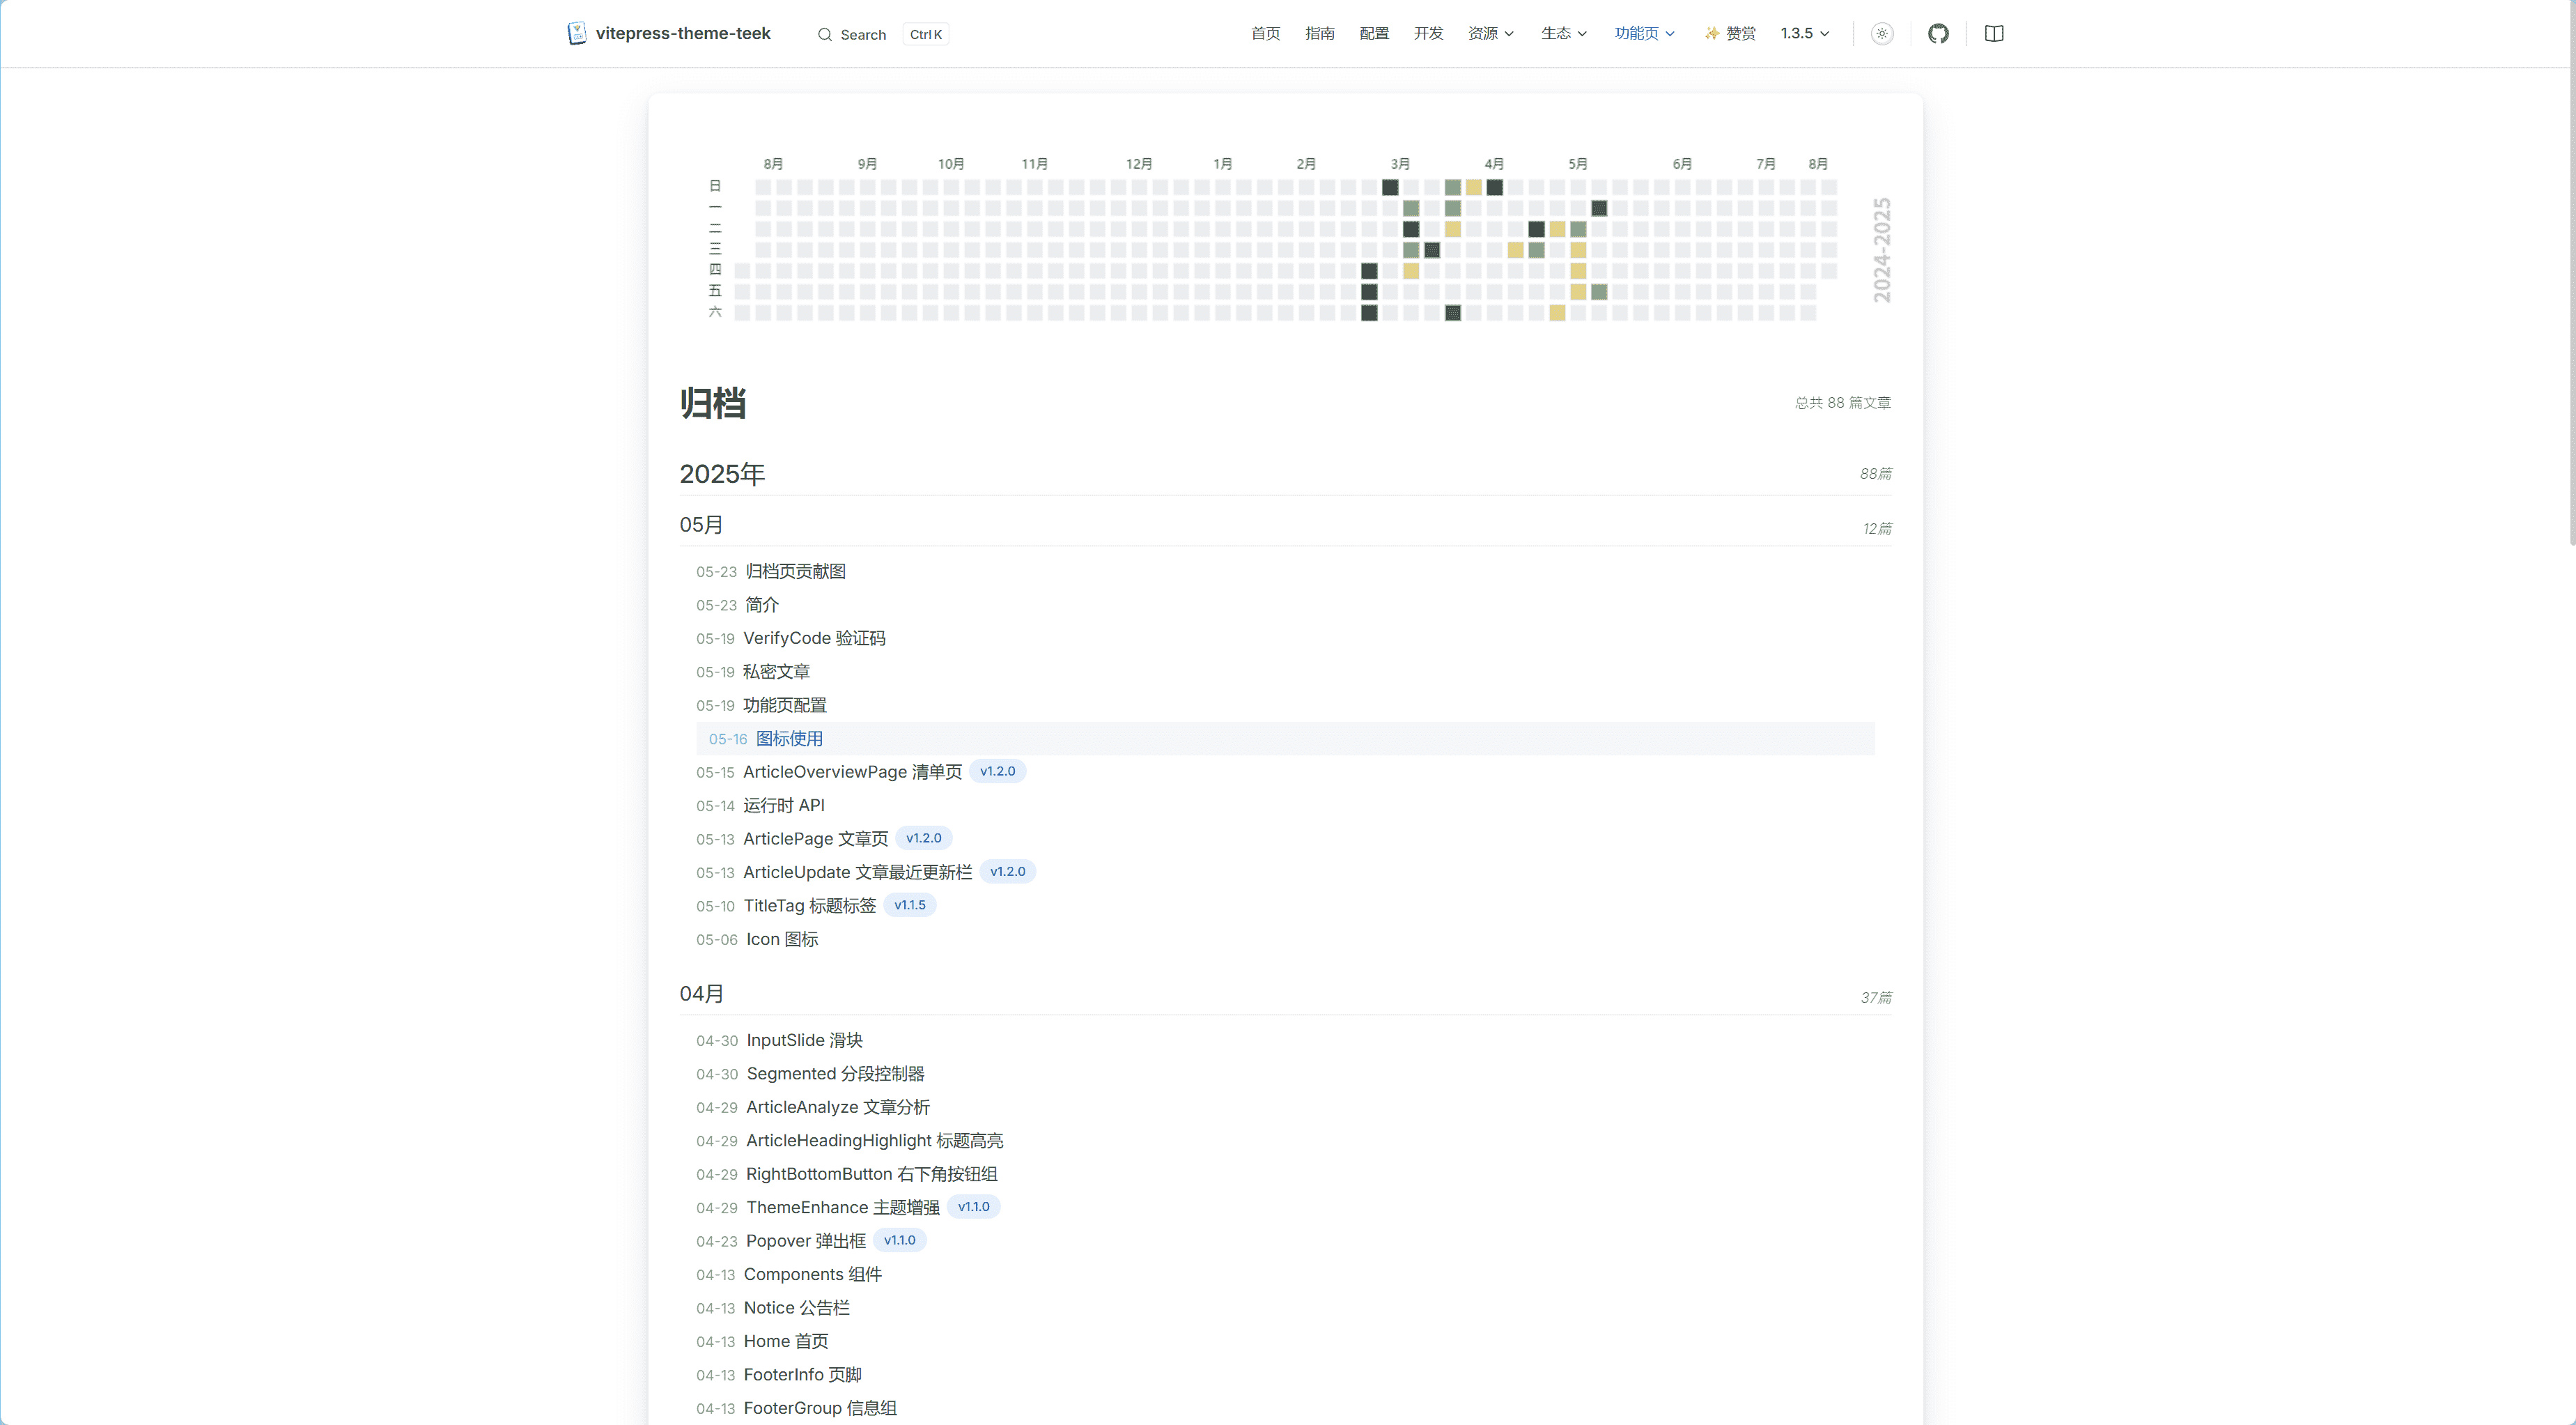 vitepress-theme-teek Search Ctrl K 首页 指南 配置 开发 资源 生态 功能页 ✨ 赞赏 1.3.5
8月 9月 10月 11月 12月 1月 2月 3月 4月 5月 6月 7月 8月
日
一
二
三
四
五
六
2024-2025
归档 总共 88 篇文章
2025年 88篇
05月 12篇
05-23 归档页贡献图
05-23 简介
05-19 VerifyCode 验证码
05-19 私密文章
05-19 功能页配置
05-16 图标使用
05-15 ArticleOverviewPage 清单页 v1.2.0
05-14 运行时 API
05-13 ArticlePage 文章页 v1.2.0
05-13 ArticleUpdate 文章最近更新栏 v1.2.0
05-10 TitleTag 标题标签 v1.1.5
05-06 Icon 图标
04月 37篇
04-30 InputSlide 滑块
04-30 Segmented 分段控制器
04-29 ArticleAnalyze 文章分析
04-29 ArticleHeadingHighlight 标题高亮
04-29 RightBottomButton 右下角按钮组
04-29 ThemeEnhance 主题增强 v1.1.0
04-23 Popover 弹出框 v1.1.0
04-13 Components 组件
04-13 Notice 公告栏
04-13 Home 首页
04-13 FooterInfo 页脚
04-13 FooterGroup 信息组